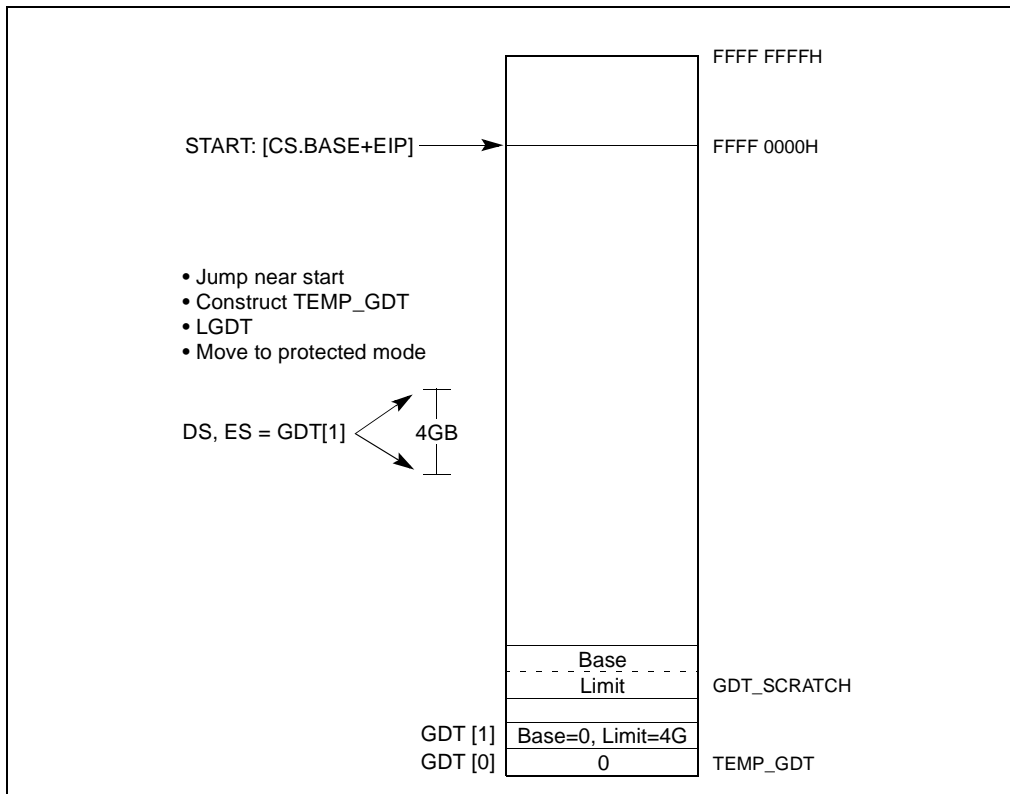 FFFF FFFFH
START: [CS.BASE+EIP]
FFFF 0000H
• Jump near start
• Construct TEMP_GDT
• LGDT
• Move to protected mode
DS, ES = GDT[1]
4GB
Base
Limit
GDT_SCRATCH
GDT [1]
Base=0, Limit=4G
GDT [0]
0
TEMP_GDT